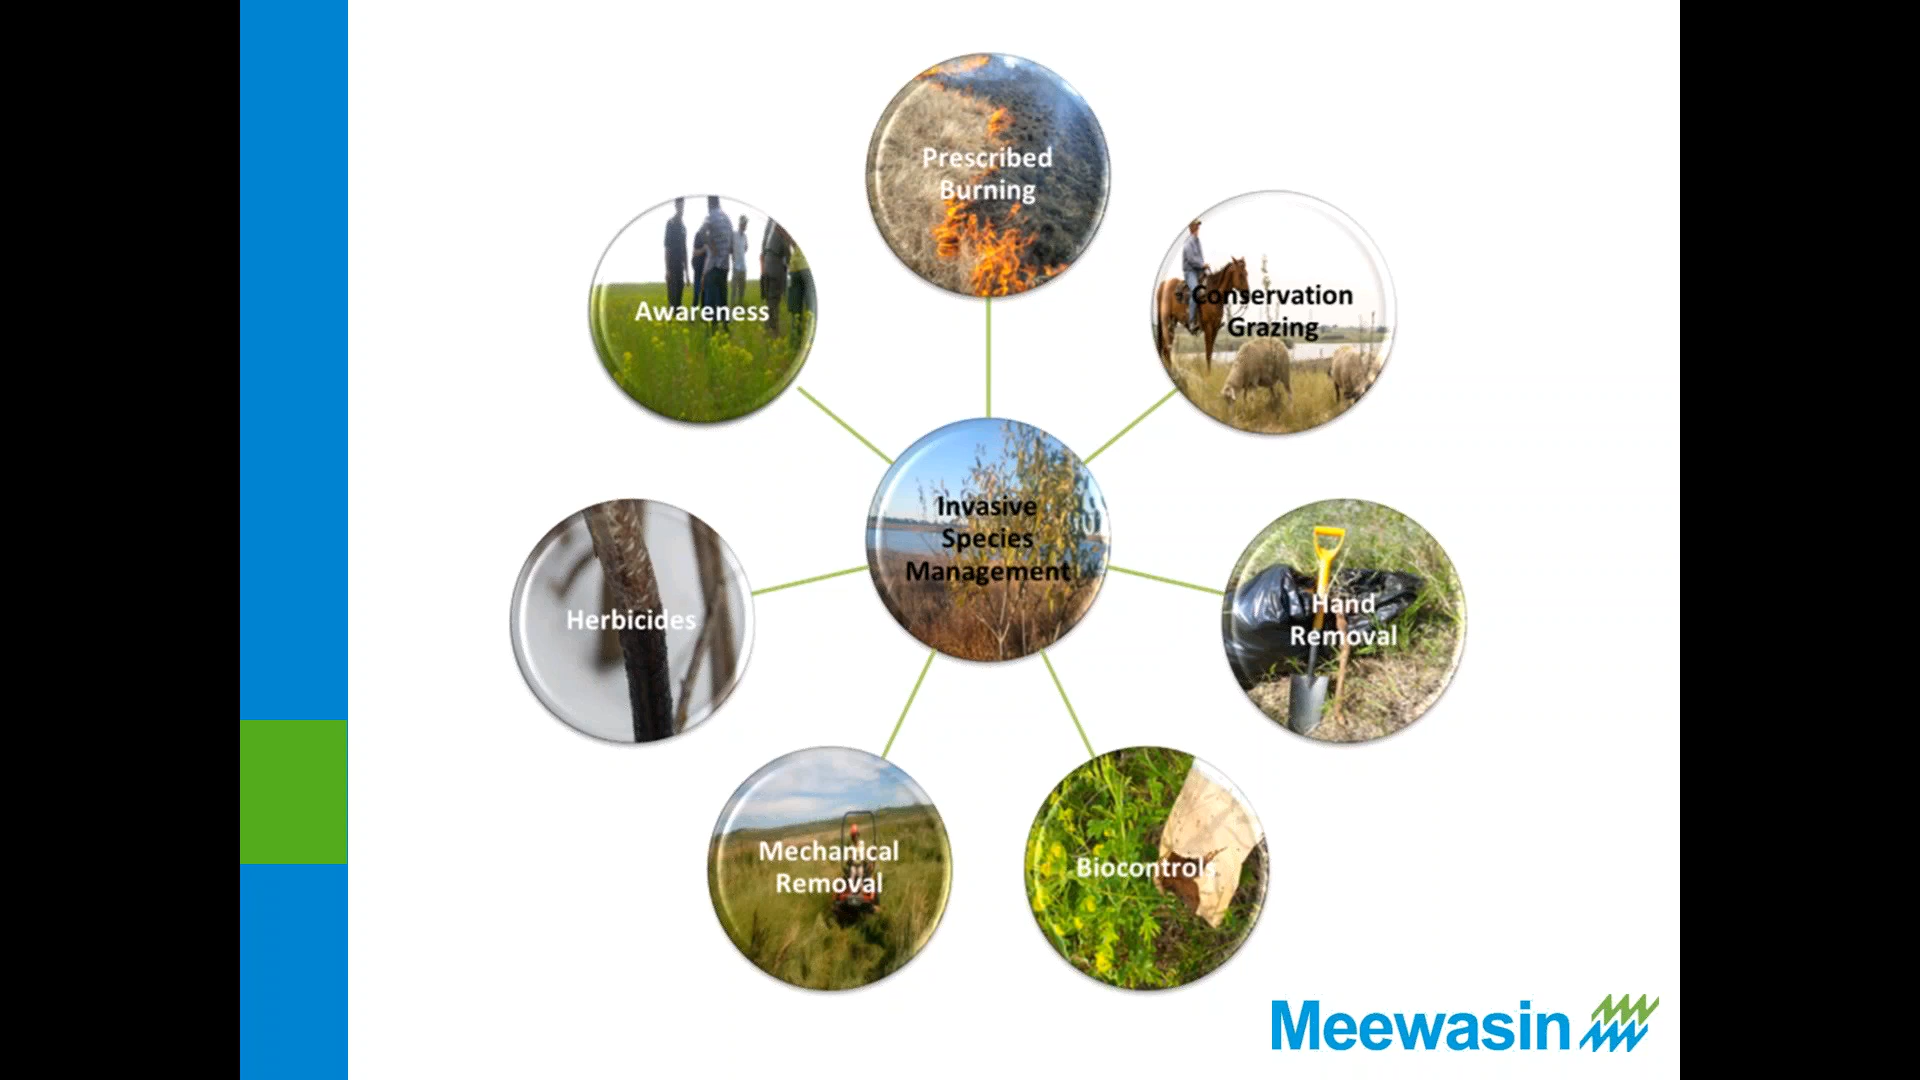 Prescribed
Burning
Awareness
Conservation
Grazing
Invasive
Species
Management
Herbicides
Hand
Removal
Mechanical
Removal
Biocontrols
Meewasin